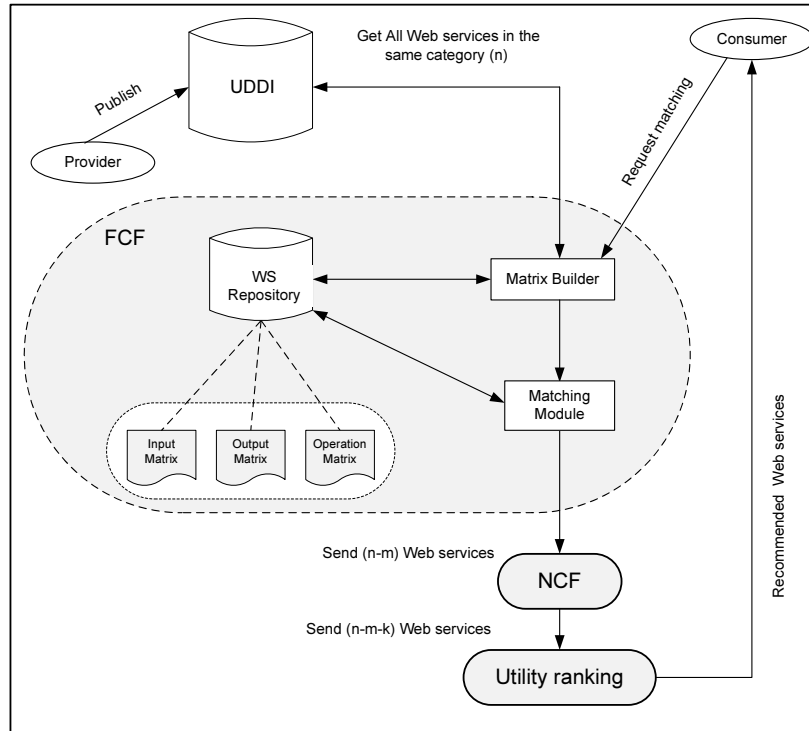 Get All Web services in the
same category (n)
Consumer
UDDI
Publish
Provider
Request matching
FCF
WS
Repository
Matrix Builder
Matching
Module
Input
Matrix
Output
Matrix
Operation
Matrix
Recommended Web services
Send (n-m) Web services
NCF
Send (n-m-k) Web services
Utility ranking